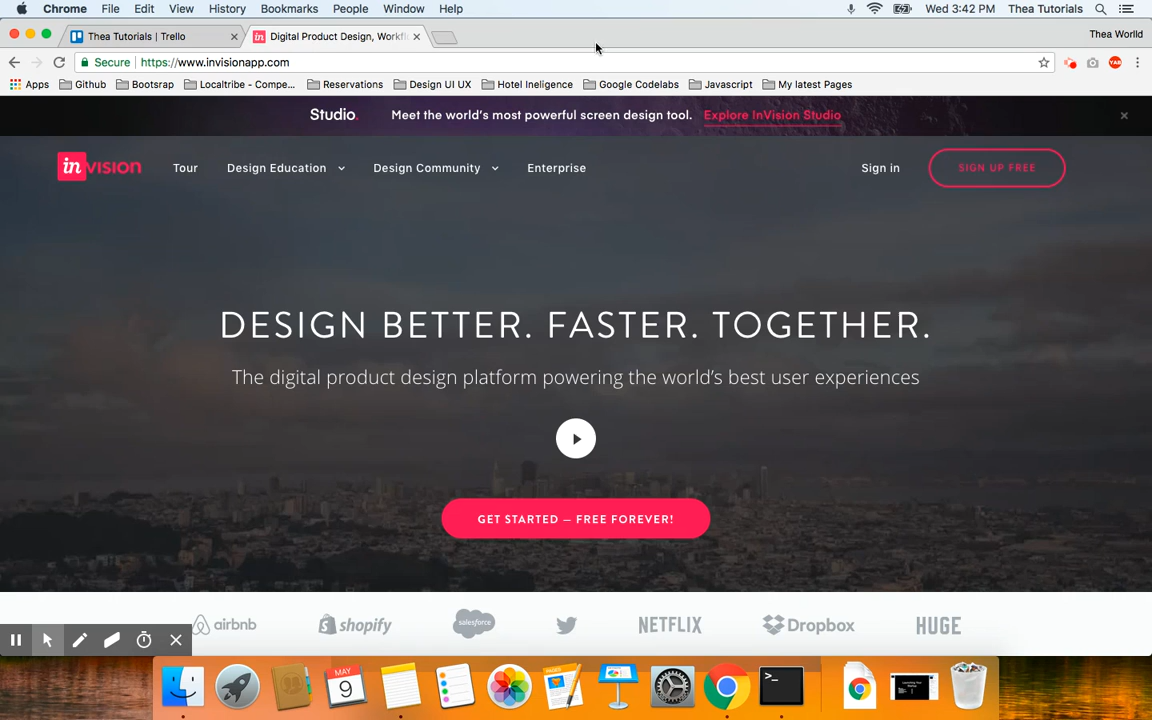 Chrome File Edit View History Bookmarks People Window Help Wed 3:42 PM Thea Tutorials
Thea Tutorials | Trello Digital Product Design, Workfl Thea Worlld
Secure https://www.invisionapp.com
Apps Github Bootsrap Localtribe - Compe... Reservations Design UI UX Hotel Ineligence Google Codelabs Javascript My latest Pages
Studio. Meet the world's most powerful screen design tool. Explore InVision Studio
inVISION Tour Design Education Design Community Enterprise Sign in SIGN UP FREE
DESIGN BETTER. FASTER. TOGETHER.
The digital product design platform powering the world's best user experiences
GET STARTED — FREE FOREVER!
airbnb shopify salesforce NETFLIX Dropbox HUGE
MAY
9